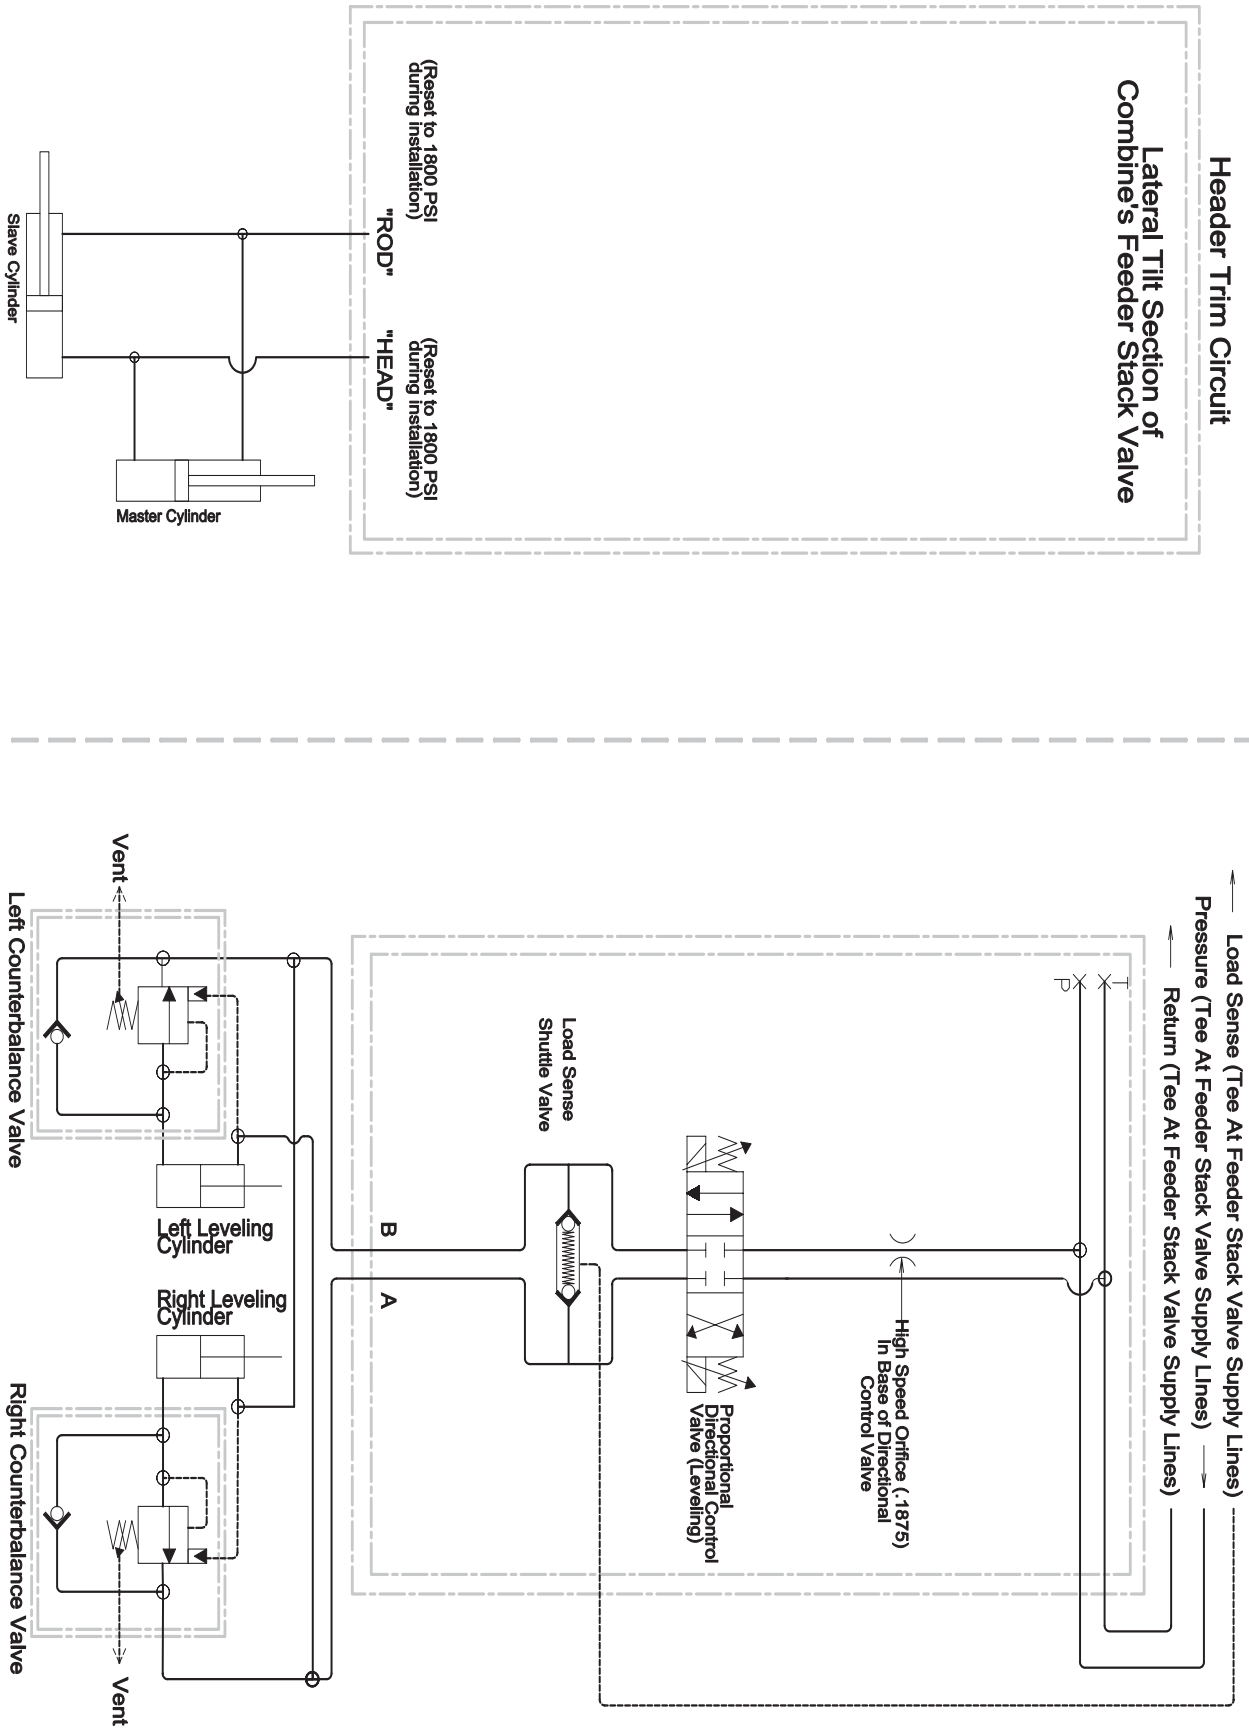 Header Trim Circuit
Lateral Tilt Section of
Combine's Feeder Stack Valve
(Reset to 1800 PSI
during installation)
"ROD"
(Reset to 1800 PSI
during installation)
"HEAD"
Slave Cylinder
Master Cylinder
Load Sense (Tee At Feeder Stack Valve Supply Lines)
Pressure (Tee At Feeder Stack Valve Supply LInes)
Return (Tee At Feeder Stack Valve Supply Lines)
T
P
High Speed Orifice (.1875)
In Base of Directional
Control Valve
Proportional
Directional Control
Valve (Leveling)
Load Sense
Shuttle Valve
B
A
Left Leveling
Cylinder
Right Leveling
Cylinder
Vent
Left Counterbalance Valve
Right Counterbalance Valve
Vent